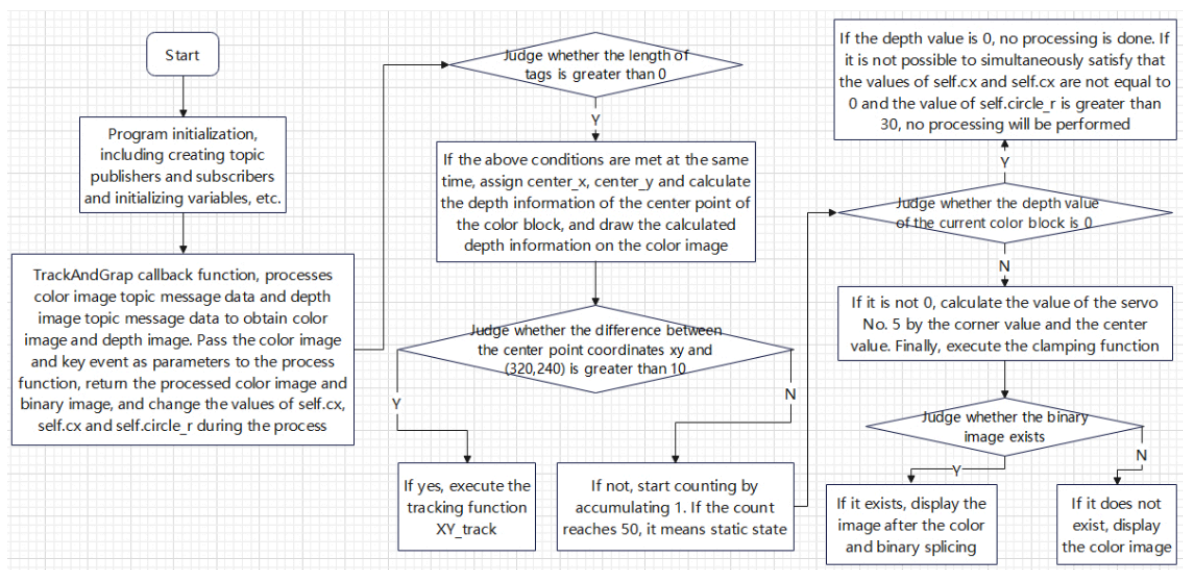 Start
Program initialization,
including creating topic
publishers and subscribers
and initializing variables, etc.
TrackAndGrap callback function, processes
color image topic message data and depth
image topic message data to obtain color
image and depth image. Pass the color image
and key event as parameters to the process
function, return the processed color image and
binary image, and change the values of self.cx,
self.cx and self.circle_r during the process
Judge whether the length of
tags is greater than 0
Y
If the above conditions are met at the same
time, assign center_x, center_y and calculate
the depth information of the center point of
the color block, and draw the calculated
depth information on the color image
Judge whether the difference between
the center point coordinates xy and
(320,240) is greater than 10
Y
N
If yes, execute the
tracking function
XY_track
If not, start counting by
accumulating 1. If the count
reaches 50, it means static state
If the depth value is 0, no processing is done. If
it is not possible to simultaneously satisfy that
the values of self.cx and self.cx are not equal to
0 and the value of self.circle_r is greater than
30, no processing will be performed
Y
Judge whether the depth value
of the current color block is 0
N
If it is not 0, calculate the value of the servo
No. 5 by the corner value and the center
value. Finally, execute the clamping function
Judge whether the binary
image exists
Y
N
If it exists, display the
image after the color
and binary splicing
If it does not
exist, display
the color image